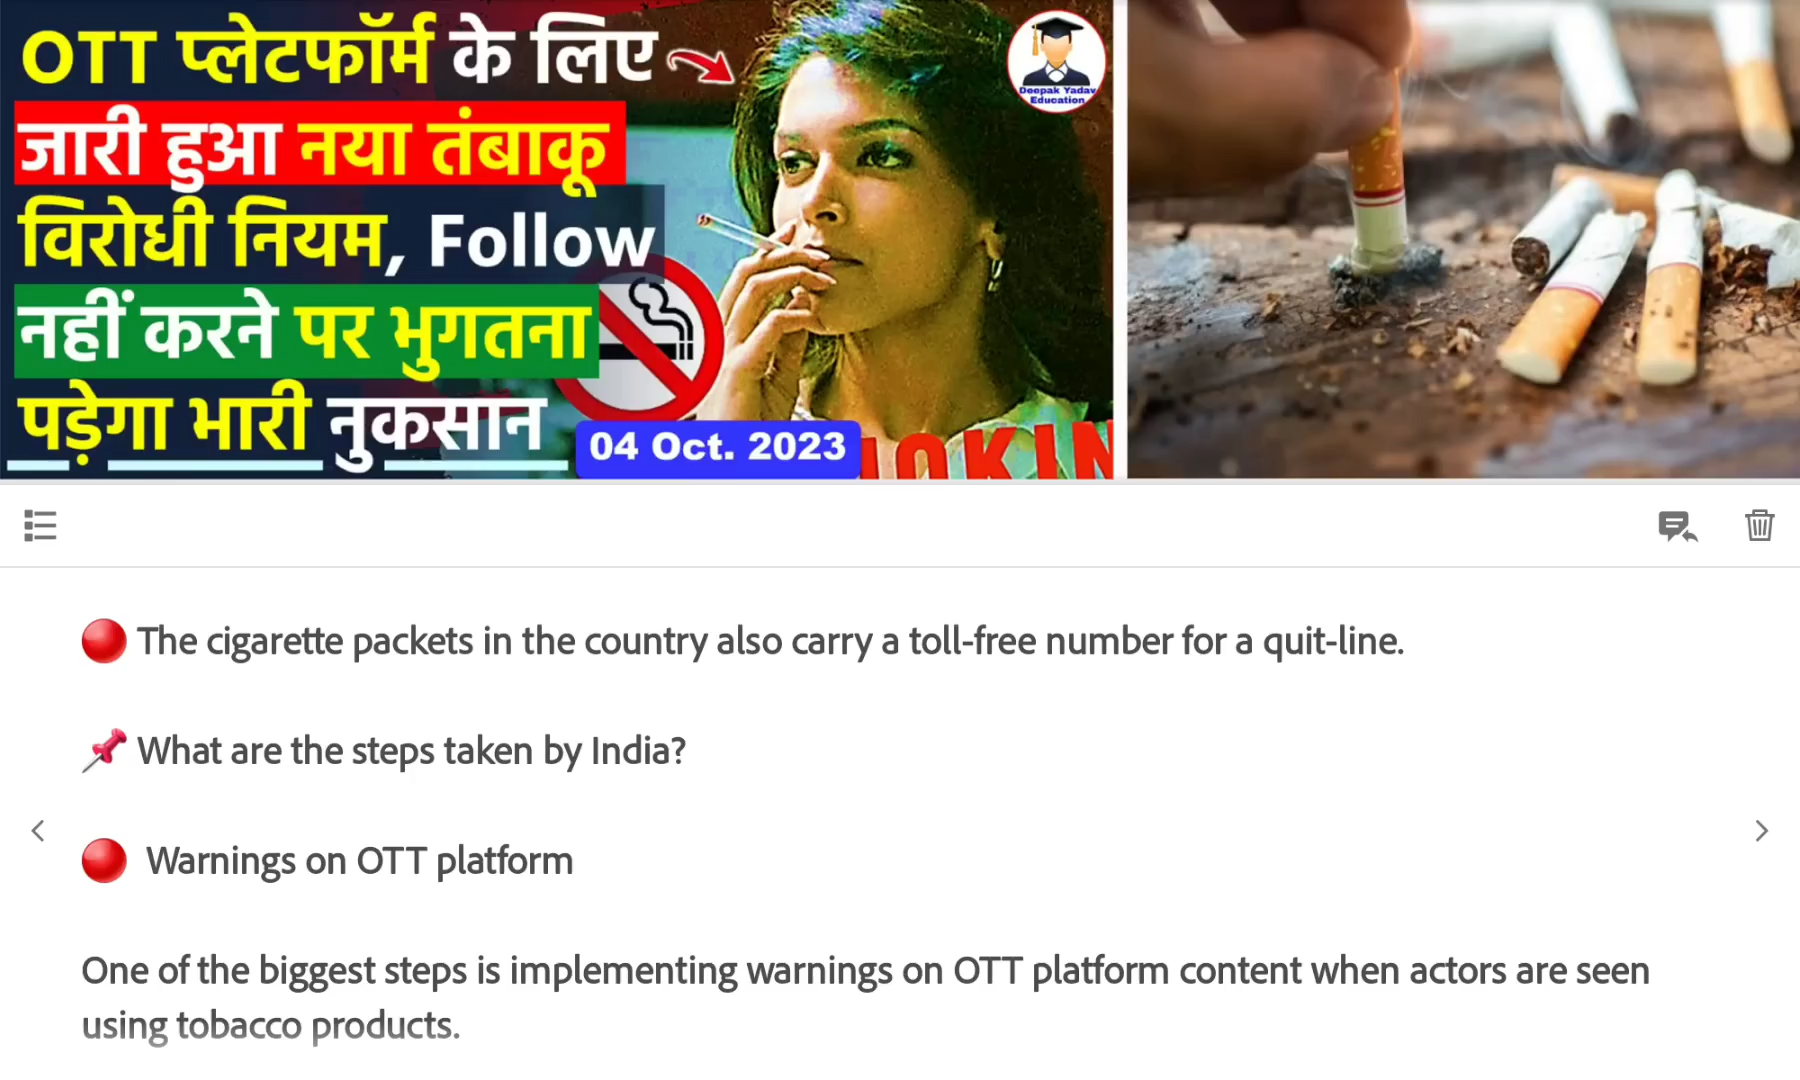 OTT प्लेटफॉर्म के लिए
जारी हुआ नया तंबाकू
विरोधी नियम, Follow
नहीं करने पर भुगतना
पड़ेगा भारी नुकसान
04 Oct. 2023
Deepak Yadav
Education
OKIN
The cigarette packets in the country also carry a toll-free number for a quit-line.
What are the steps taken by India?
Warnings on OTT platform
One of the biggest steps is implementing warnings on OTT platform content when actors are seen
using tobacco products.